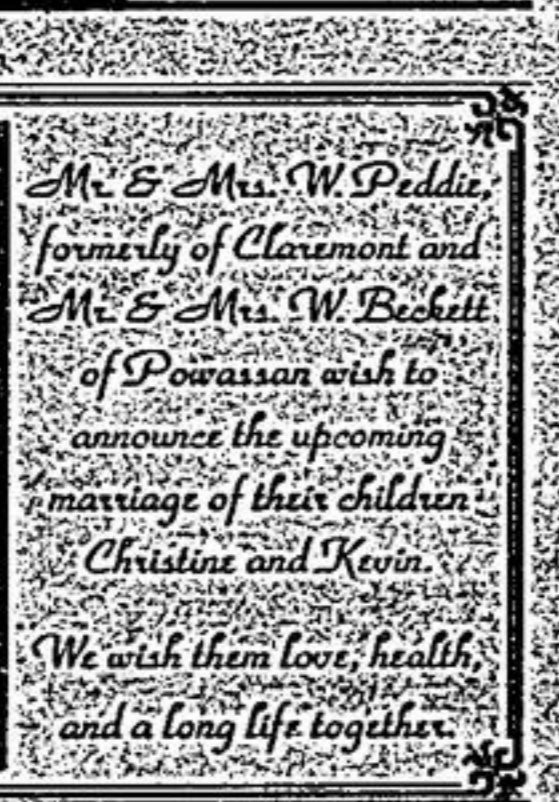 Mr. & Mrs. W. Peddie,
formerly of Claremont and
Mr. & Mrs. W. Beckett
of Powassan wish to
announce the upcoming
marriage of their children
Christine and Kevin.
We wish them love, health,
and a long life together.